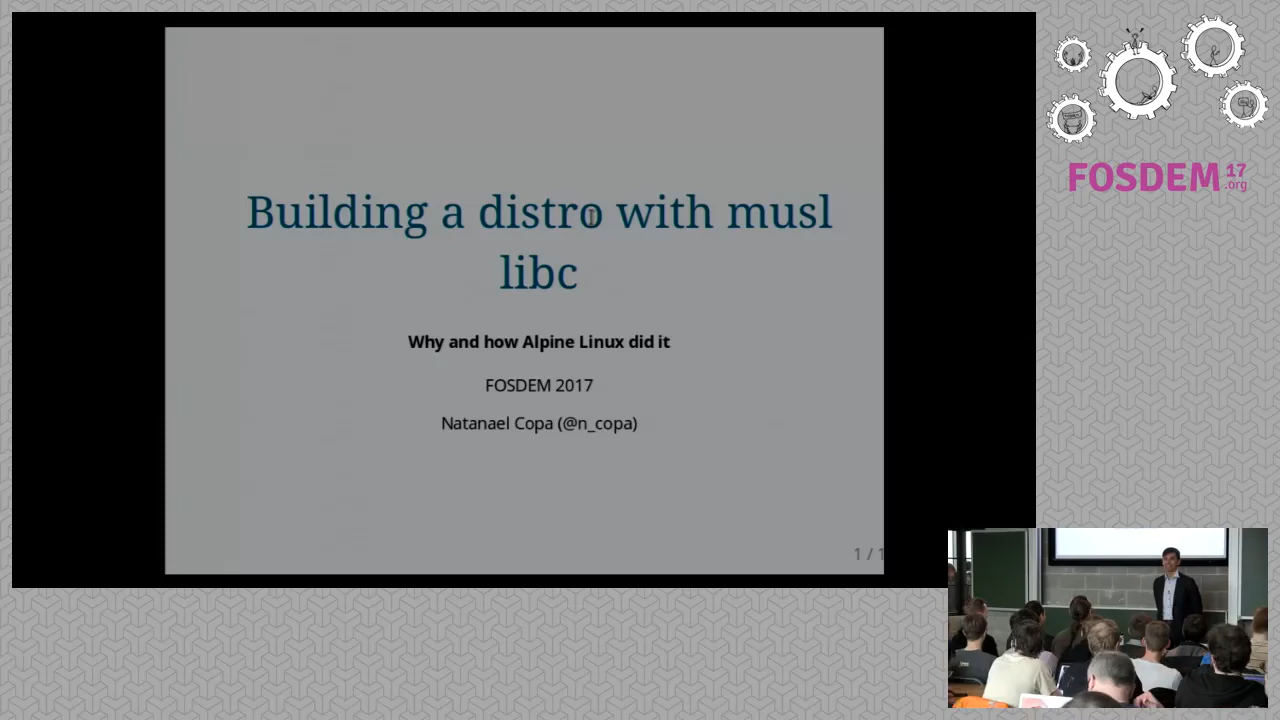 Building a distro with musl
libc
Why and how Alpine Linux did it
FOSDEM 2017
Natanael Copa (@n_copa)
1 / 1
FOSDEM 17
.org